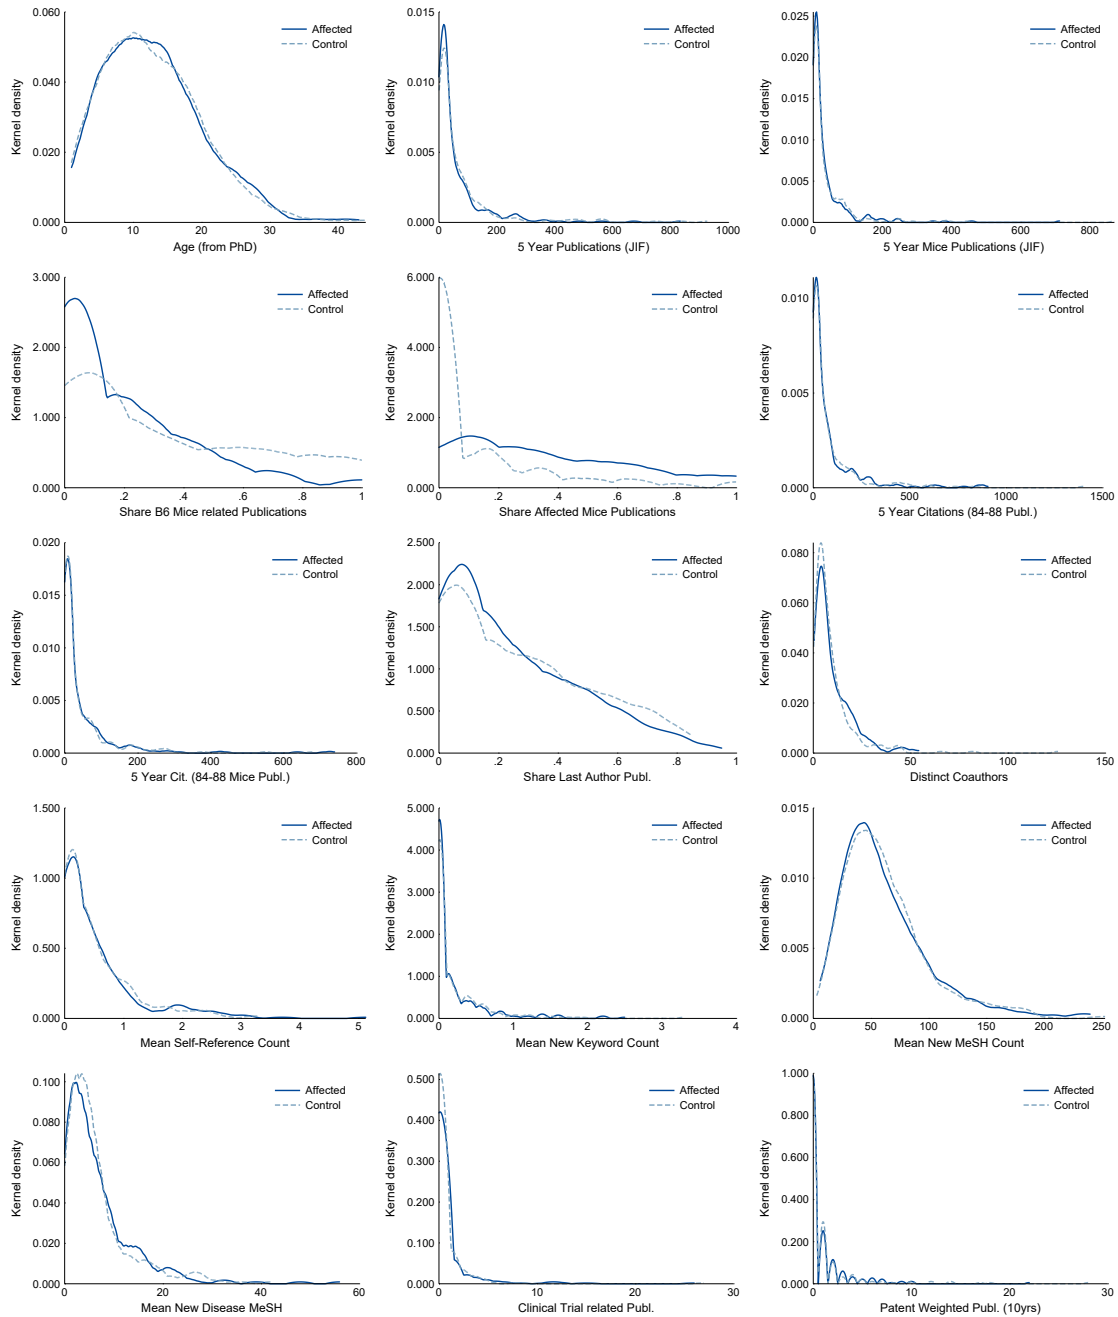 0.060
0.040
0.020
0.000
Kernel density
Affected
Control
0 10 20 30 40
Age (from PhD)
0.015
0.010
0.005
0.000
Kernel density
Affected
Control
0 200 400 600 800 1000
5 Year Publications (JIF)
0.025
0.020
0.015
0.010
0.005
0.000
Kernel density
Affected
Control
0 200 400 600 800
5 Year Mice Publications (JIF)
3.000
2.000
1.000
0.000
Kernel density
Affected
Control
0 .2 .4 .6 .8 1
Share B6 Mice related Publications
6.000
4.000
2.000
0.000
Kernel density
Affected
Control
0 .2 .4 .6 .8 1
Share Affected Mice Publications
0.010
0.005
0.000
Kernel density
Affected
Control
0 500 1000 1500
5 Year Citations (84-88 Publ.)
0.020
0.015
0.010
0.005
0.000
Kernel density
Affected
Control
0 200 400 600 800
5 Year Cit. (84-88 Mice Publ.)
2.500
2.000
1.500
1.000
0.500
0.000
Kernel density
Affected
Control
0 .2 .4 .6 .8 1
Share Last Author Publ.
0.080
0.060
0.040
0.020
0.000
Kernel density
Affected
Control
0 50 100 150
Distinct Coauthors
1.500
1.000
0.500
0.000
Kernel density
Affected
Control
0 1 2 3 4 5
Mean Self-Reference Count
5.000
4.000
3.000
2.000
1.000
0.000
Kernel density
Affected
Control
0 1 2 3 4
Mean New Keyword Count
0.015
0.010
0.005
0.000
Kernel density
Affected
Control
0 50 100 150 200 250
Mean New MeSH Count
0.100
0.080
0.060
0.040
0.020
0.000
Kernel density
Affected
Control
0 20 40 60
Mean New Disease MeSH
0.500
0.400
0.300
0.200
0.100
0.000
Kernel density
Affected
Control
0 10 20 30
Clinical Trial related Publ.
1.000
0.800
0.600
0.400
0.200
0.000
Kernel density
Affected
Control
0 10 20 30
Patent Weighted Publ. (10yrs)